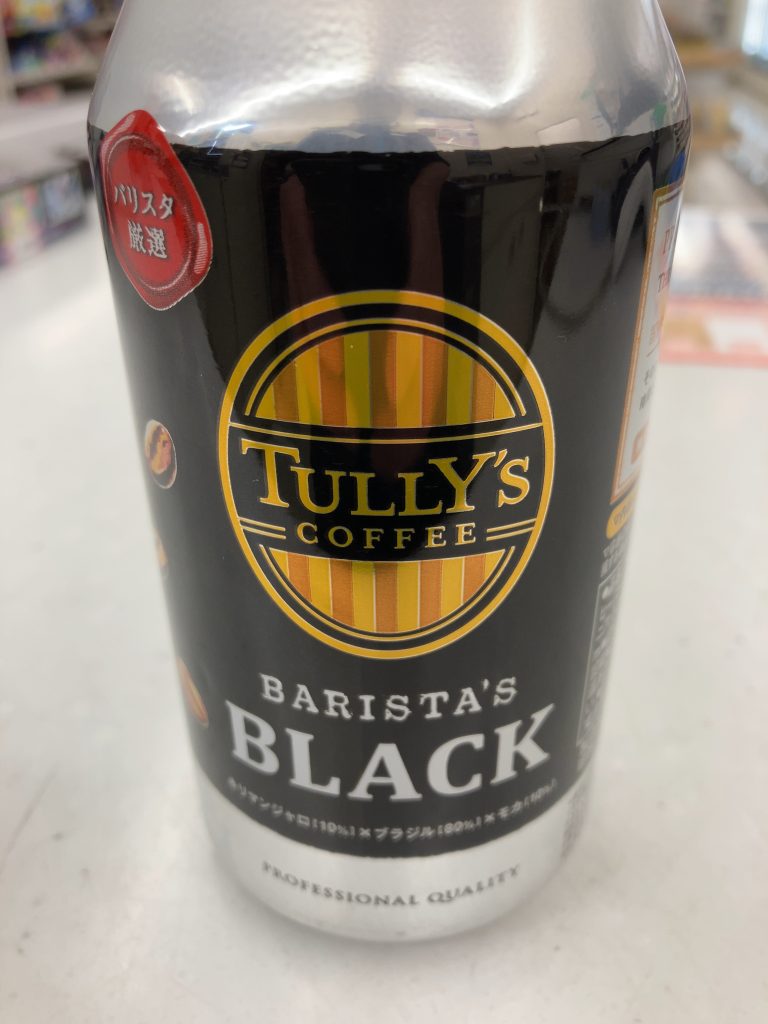 バリスタ
厳選
TULLY'S
COFFEE
BARISTA'S
BLACK
キリマンジャロ[10%]×ブラジル[80%]×モカ[10%]
PROFESSIONAL QUALITY